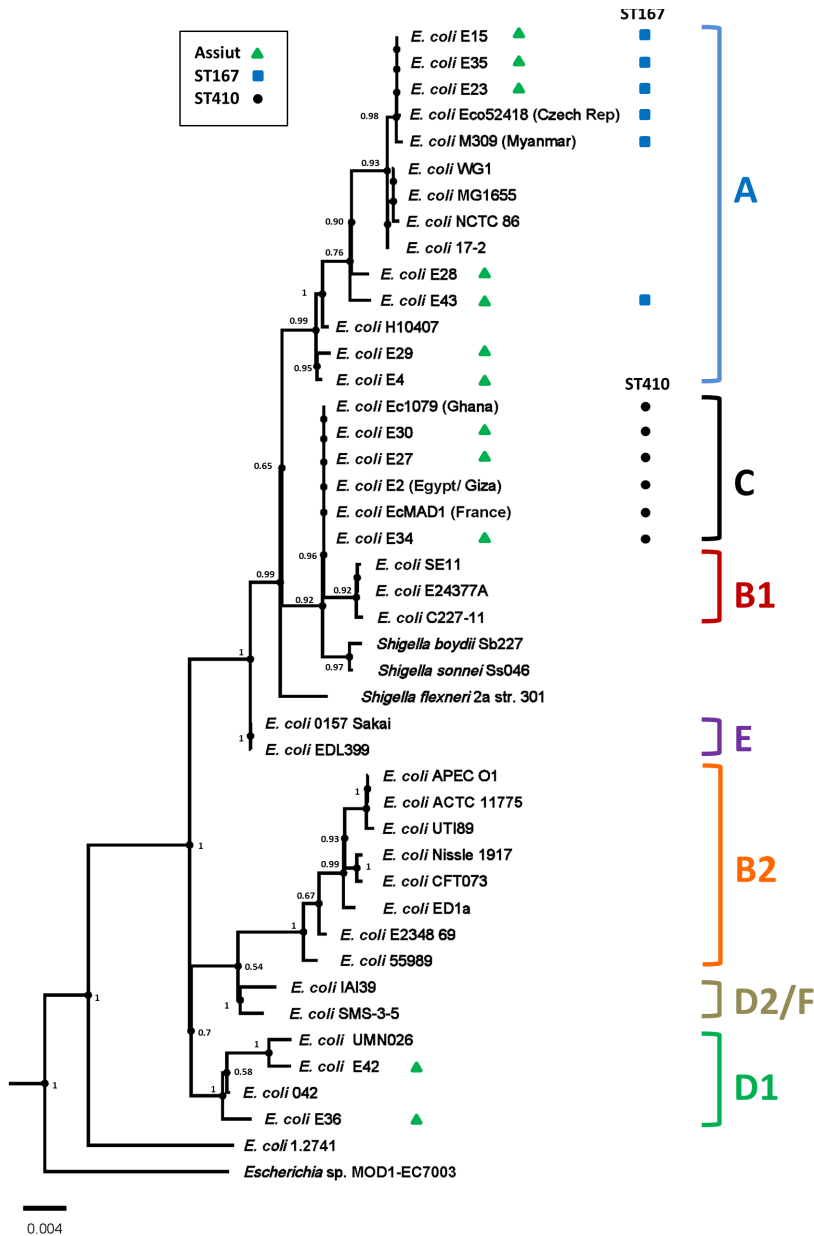 ST167
Assiut
ST167
ST410
E. coli E15
E. coli E35
E. coli E23
E. coli Eco52418 (Czech Rep)
0.98
E. coli M309 (Myanmar)
0.93
E. coli WG1
A
E. coli MG1655
0.90
E. coli NCTC 86
E. coli 17-2
0.76
E. coli E28
1
E. coli E43
0.99
E. coli H10407
E. coli E29
0.95
E. coli E4
ST410
E. coli Ec1079 (Ghana)
E. coli E30
0.65
E. coli E27
E. coli E2 (Egypt/ Giza)
C
E. coli EcMAD1 (France)
E. coli E34
0.96
E. coli SE11
0.99
0.92
E. coli E24377A
B1
0.92
E. coli C227-11
Shigella boydii Sb227
1
0.97
Shigella sonnei Ss046
Shigella flexneri 2a str. 301
E. coli 0157 Sakai
1
E
E. coli EDL399
E. coli APEC O1
1
E. coli ACTC 11775
E. coli UTI89
0.93
1
E. coli Nissle 1917
0.99
1
B2
E. coli CFT073
0.67
E. coli ED1a
1
E. coli E2348 69
E. coli 55989
0.54
E. coli IAI39
1
1
D2/F
E. coli SMS-3-5
0.7
E. coli UMN026
1
E. coli E42
0.58
1
1
E. coli 042
D1
E. coli E36
E. coli 1.2741
Escherichia sp. MOD1-EC7003
0.004